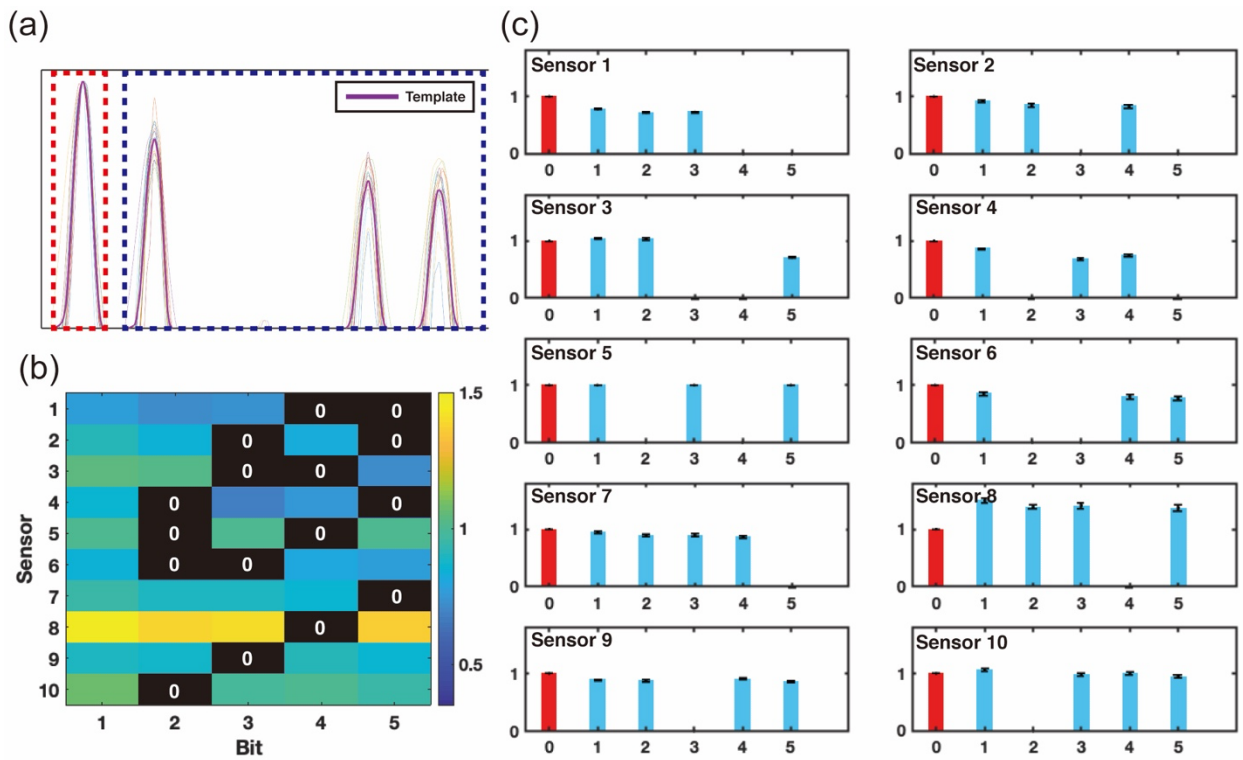 (a)
Template
(b)
1
2
3
4
5
6
7
8
9
10
Sensor
0 0
0 0
0 0
0 0
0 0
0 0
0
0
0
0
1 2 3 4 5
Bit
1.5
1
0.5
(c)
Sensor 1
1
0
0 1 2 3 4 5
Sensor 2
1
0
0 1 2 3 4 5
Sensor 3
1
0
0 1 2 3 4 5
Sensor 4
1
0
0 1 2 3 4 5
Sensor 5
1
0
0 1 2 3 4 5
Sensor 6
1
0
0 1 2 3 4 5
Sensor 7
1
0
0 1 2 3 4 5
Sensor 8
1
0
0 1 2 3 4 5
Sensor 9
1
0
0 1 2 3 4 5
Sensor 10
1
0
0 1 2 3 4 5